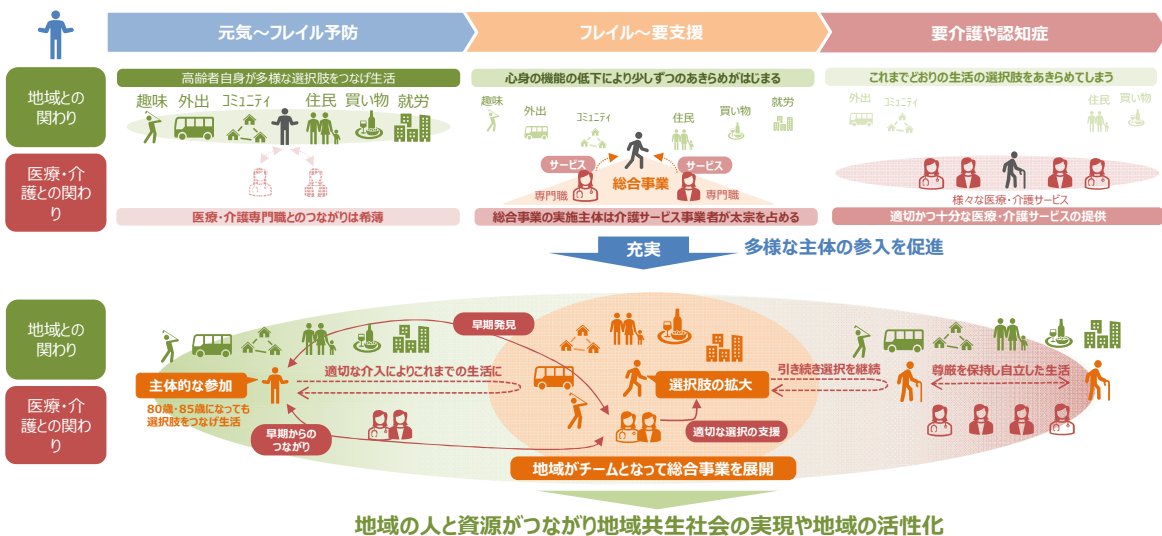 元気～フレイル予防
フレイル～要支援
要介護や認知症
地域との
関わり
高齢者自身が多様な選択肢をつなげ生活
趣味 外出 コミュニティ 住民 買い物 就労
心身の機能の低下により少しずつのあきらめがはじまる
趣味
外出
コミュニティ
住民
買い物
就労
これまでどおりの生活の選択肢をあきらめてしまう
外出
コミュニティ
住民
買い物
医療・介
護との関わ
り
医療・介護専門職とのつながりは希薄
サービス
サービス
専門職
総合事業
専門職
総合事業の実施主体は介護サービス事業者が太宗を占める
様々な医療・介護サービス
適切かつ十分な医療・介護サービスの提供
充実
多様な主体の参入を促進
地域との
関わり
医療・介
護との関わ
り
早期発見
主体的な参加
80歳・85歳になっても
選択肢をつなげ生活
適切な介入によりこれまでの生活に
早期からの
つながり
選択肢の拡大
適切な選択の支援
引き続き選択を継続
尊厳を保持し自立した生活
地域がチームとなって総合事業を展開
地域の人と資源がつながり地域共生社会の実現や地域の活性化